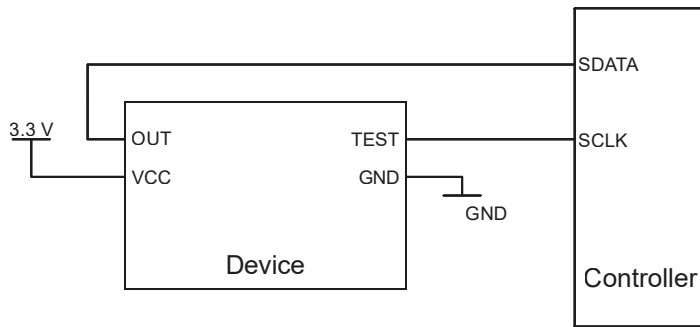 SDATA
3.3 V
OUT
TEST
SCLK
VCC
GND
GND
Device
Controller